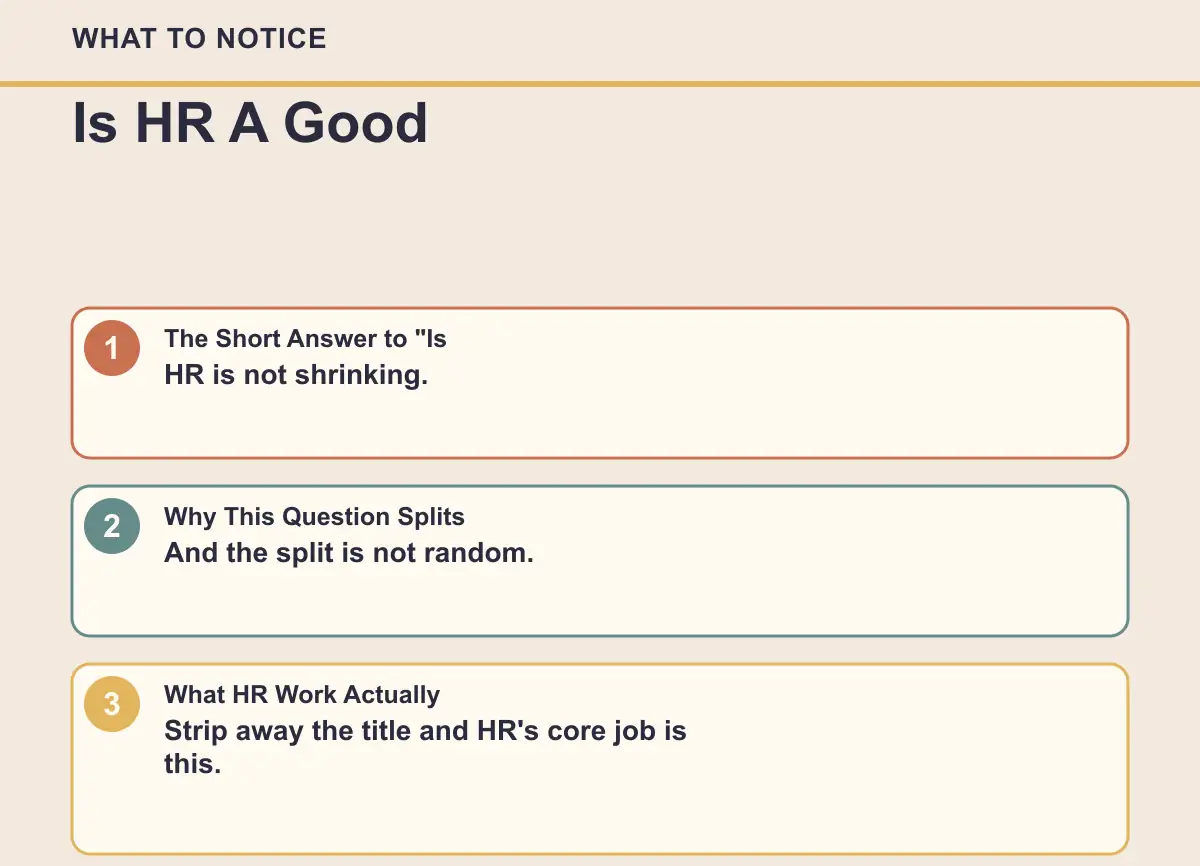 WHAT TO NOTICE
Is HR A Good
1
The Short Answer to "Is
HR is not shrinking.
2
Why This Question Splits
And the split is not random.
3
What HR Work Actually
Strip away the title and HR's core job is
this.